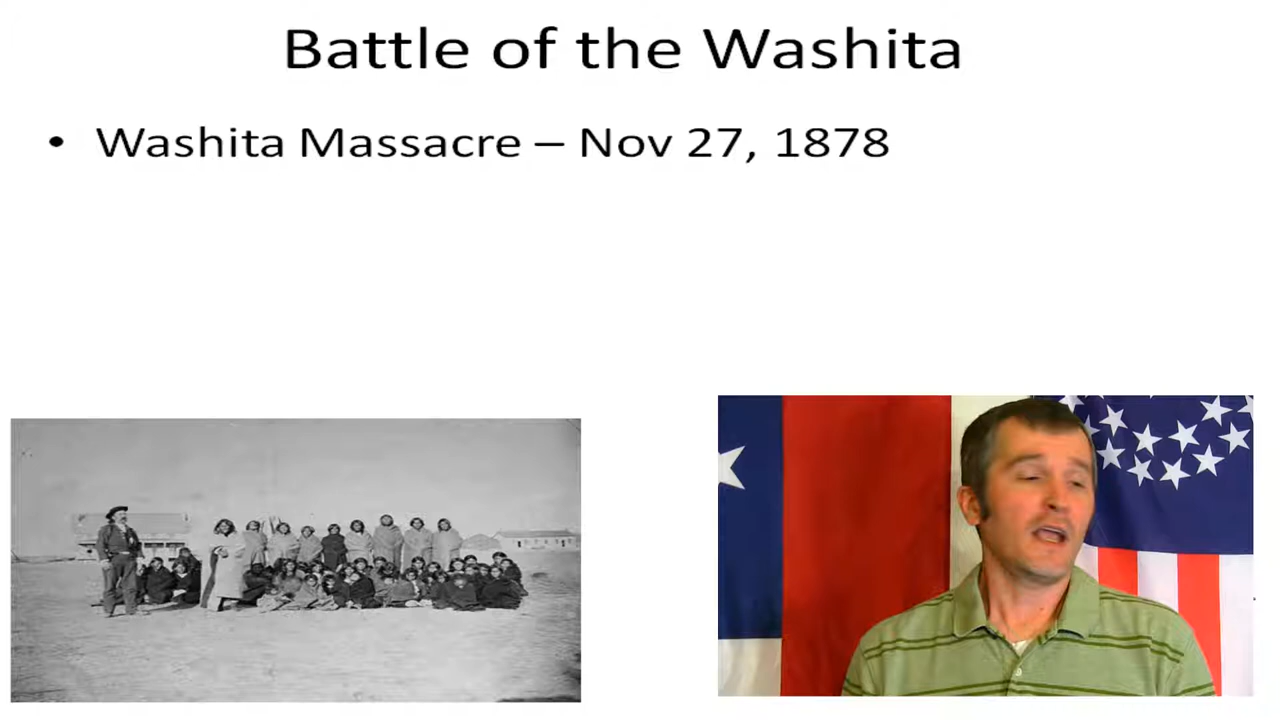 Battle of the Washita
• Washita Massacre – Nov 27, 1878